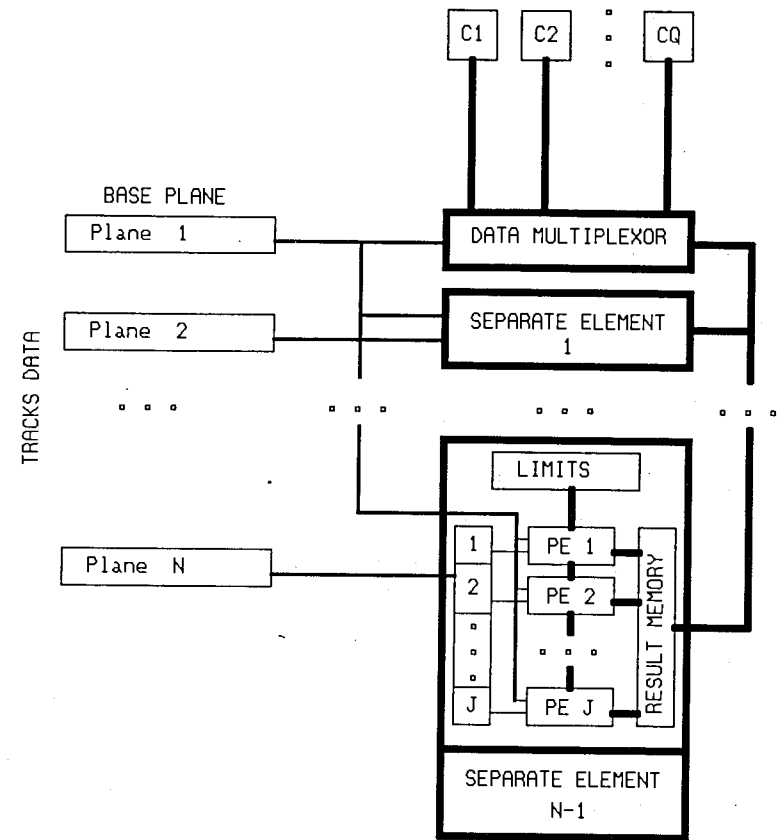 C1 C2 CQ
BASE PLANE
Plane 1
DATA MULTIPLEXOR
Plane 2
SEPARATE ELEMENT
1
TRACKS DATA
LIMITS
1
PE 1
Plane N
2
PE 2
J
PE J
RESULT MEMORY
SEPARATE ELEMENT
N-1